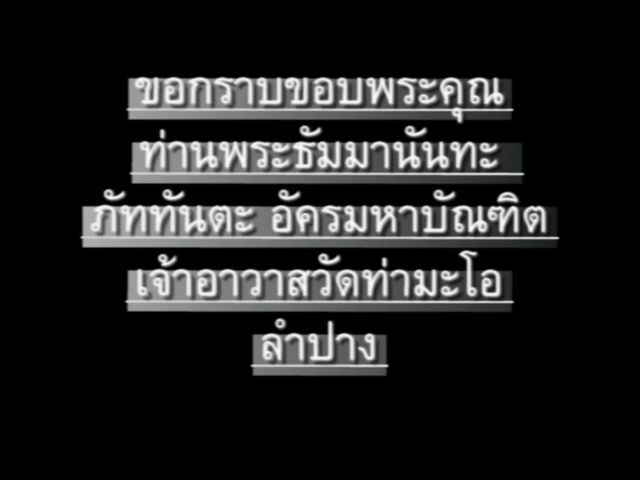 ขอกราบขอบพระคุณ
ท่านพระธัมมานันทะ
ภัททันตะ อัครมหาบัณฑิต
เจ้าอาวาสวัดท่ามะโอ
ลำปาง